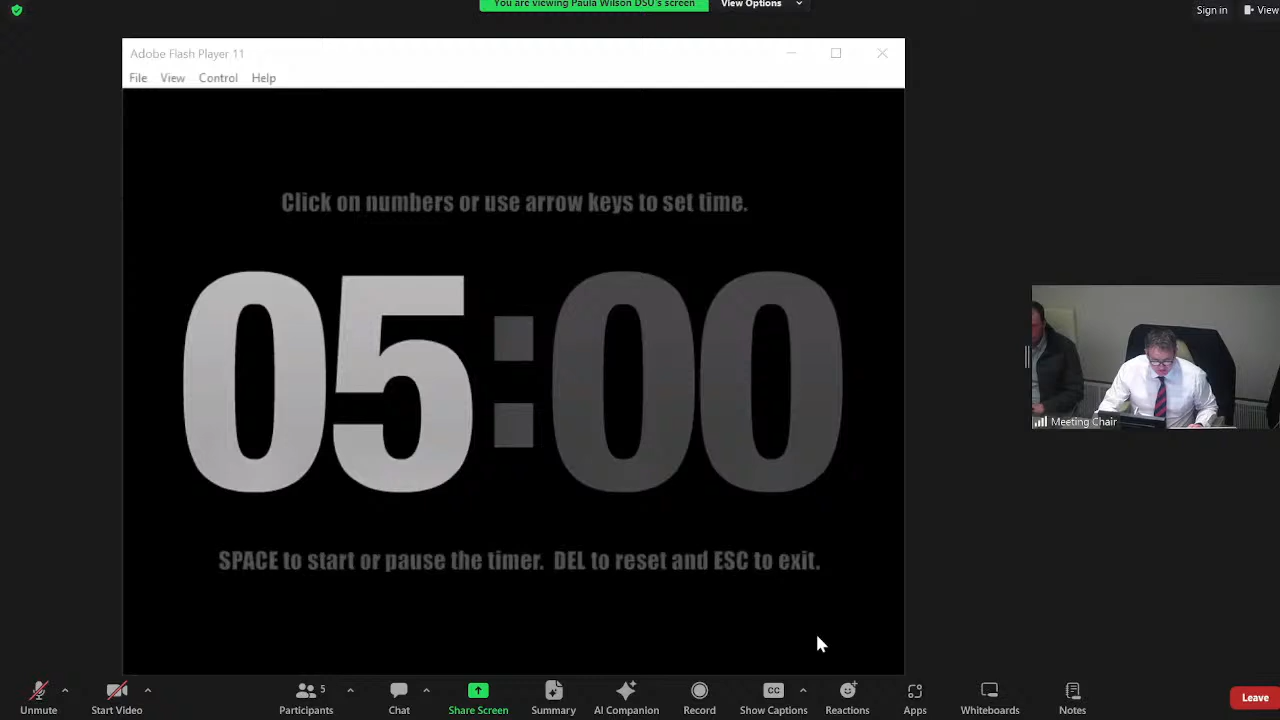 You are viewing Paula Wilson DSU's screen
View Options
Sign in
View
Adobe Flash Player 11
File View Control Help
Click on numbers or use arrow keys to set time.
05:00
SPACE to start or pause the timer. DEL to reset and ESC to exit.
Meeting Chair
5
CC
Unmute
Start Video
Participants
Chat
Share Screen
Summary
AI Companion
Record
Show Captions
Reactions
Apps
Whiteboards
Notes
Leave